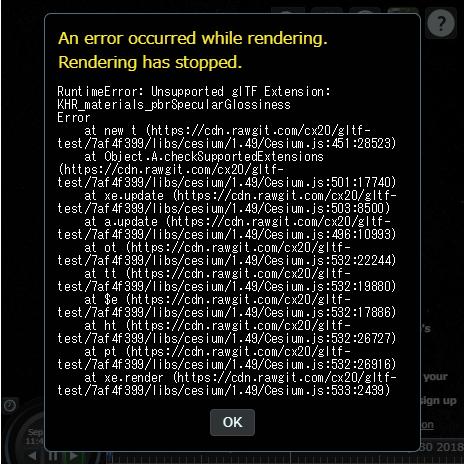 ?
An error occurred while rendering.
Rendering has stopped.
RuntimeError: Unsupported glTF Extension:
KHR_materials_pbrSpecularGlossiness
Error
at new t (https://cdn.rawgit.com/cx20/gltf-
test/7af4f399/libs/cesium/1.49/Cesium.js:451:28523)
at Object.A.checkSupportedExtensions
(https://cdn.rawgit.com/cx20/gltf-
test/7af4f399/libs/cesium/1.49/Cesium.js:501:17740)
at xe.update (https://cdn.rawgit.com/cx20/gltf-
test/7af4f399/libs/cesium/1.49/Cesium.js:503:8500)
at a.update (https://cdn.rawgit.com/cx20/gltf-
test/7af4f399/libs/cesium/1.49/Cesium.js:496:10993)
at ot (https://cdn.rawgit.com/cx20/gltf-
test/7af4f399/libs/cesium/1.49/Cesium.js:532:22244)
at tt (https://cdn.rawgit.com/cx20/gltf-
test/7af4f399/libs/cesium/1.49/Cesium.js:532:19880)
at $e (https://cdn.rawgit.com/cx20/gltf-
test/7af4f399/libs/cesium/1.49/Cesium.js:532:17886)
at ht (https://cdn.rawgit.com/cx20/gltf-
test/7af4f399/libs/cesium/1.49/Cesium.js:532:26727)
at pt (https://cdn.rawgit.com/cx20/gltf-
test/7af4f399/libs/cesium/1.49/Cesium.js:532:26916)
at xe.render (https://cdn.rawgit.com/cx20/gltf-
test/7af4f399/libs/cesium/1.49/Cesium.js:533:2439)
's
your
sign up
on
OK
Sep
11:4
30 2018